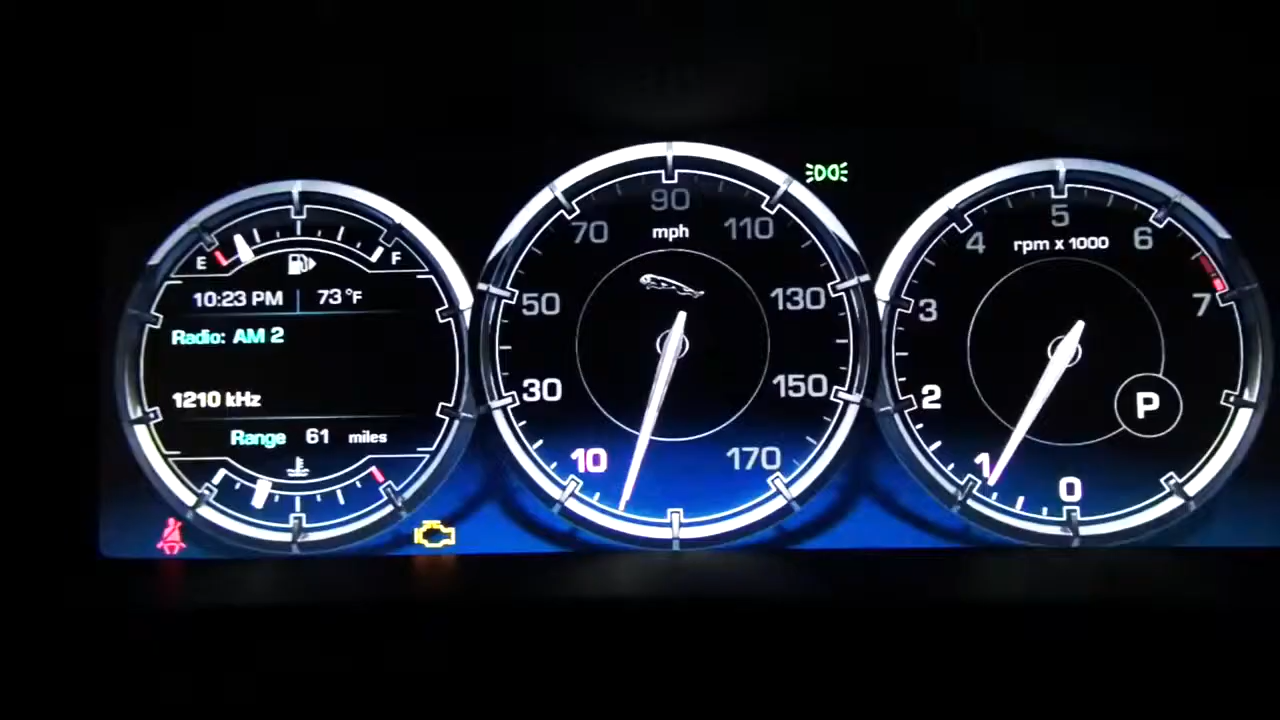 E F
10:23 PM 73°F
Radio: AM 2
1210 kHz
Range 61 miles
90
70 110
mph
50 130
30 150
10 170
5
4 6
rpm x 1000
3 7
2
P
1 0